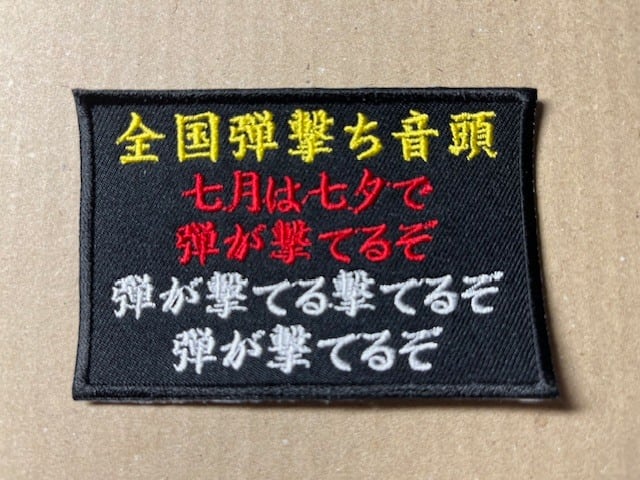 全国弾撃ち音頭
七月は七夕で
弾が撃てるぞ
弾が撃てる撃てるぞ
弾が撃てるぞ